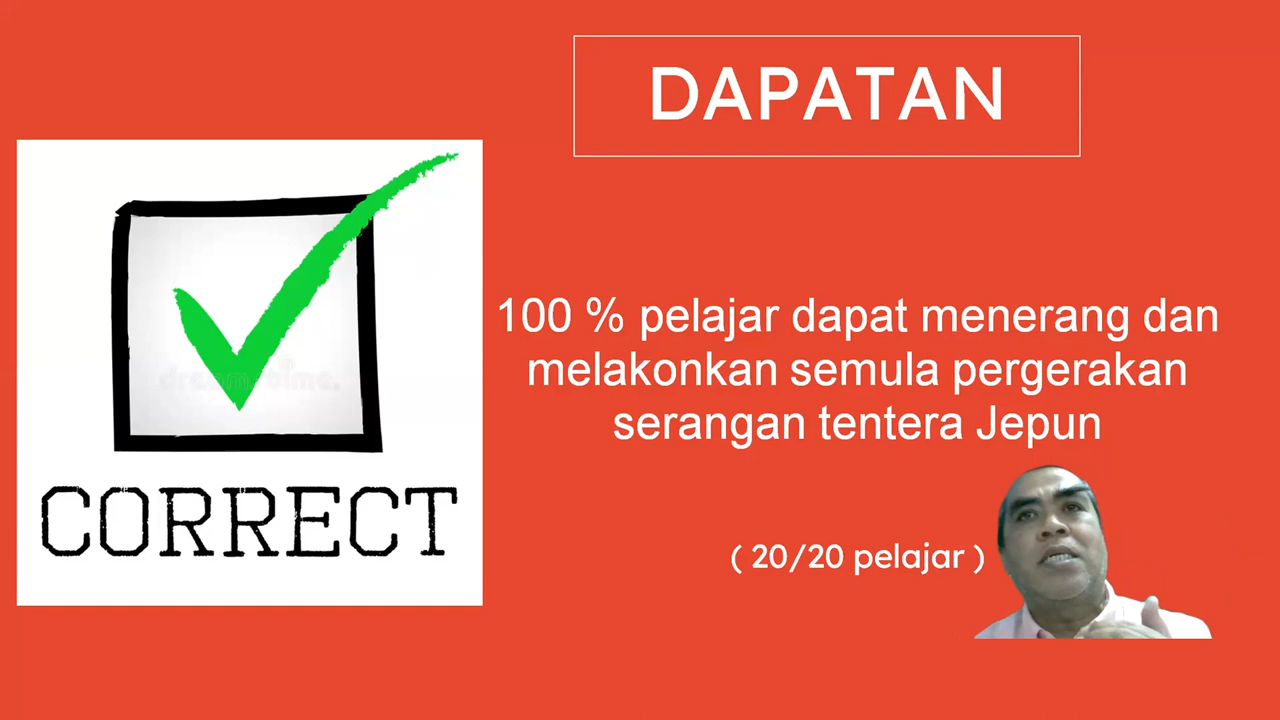 DAPATAN
100 % pelajar dapat menerang dan
melakonkan semula pergerakan
serangan tentera Jepun
( 20/20 pelajar )
CORRECT